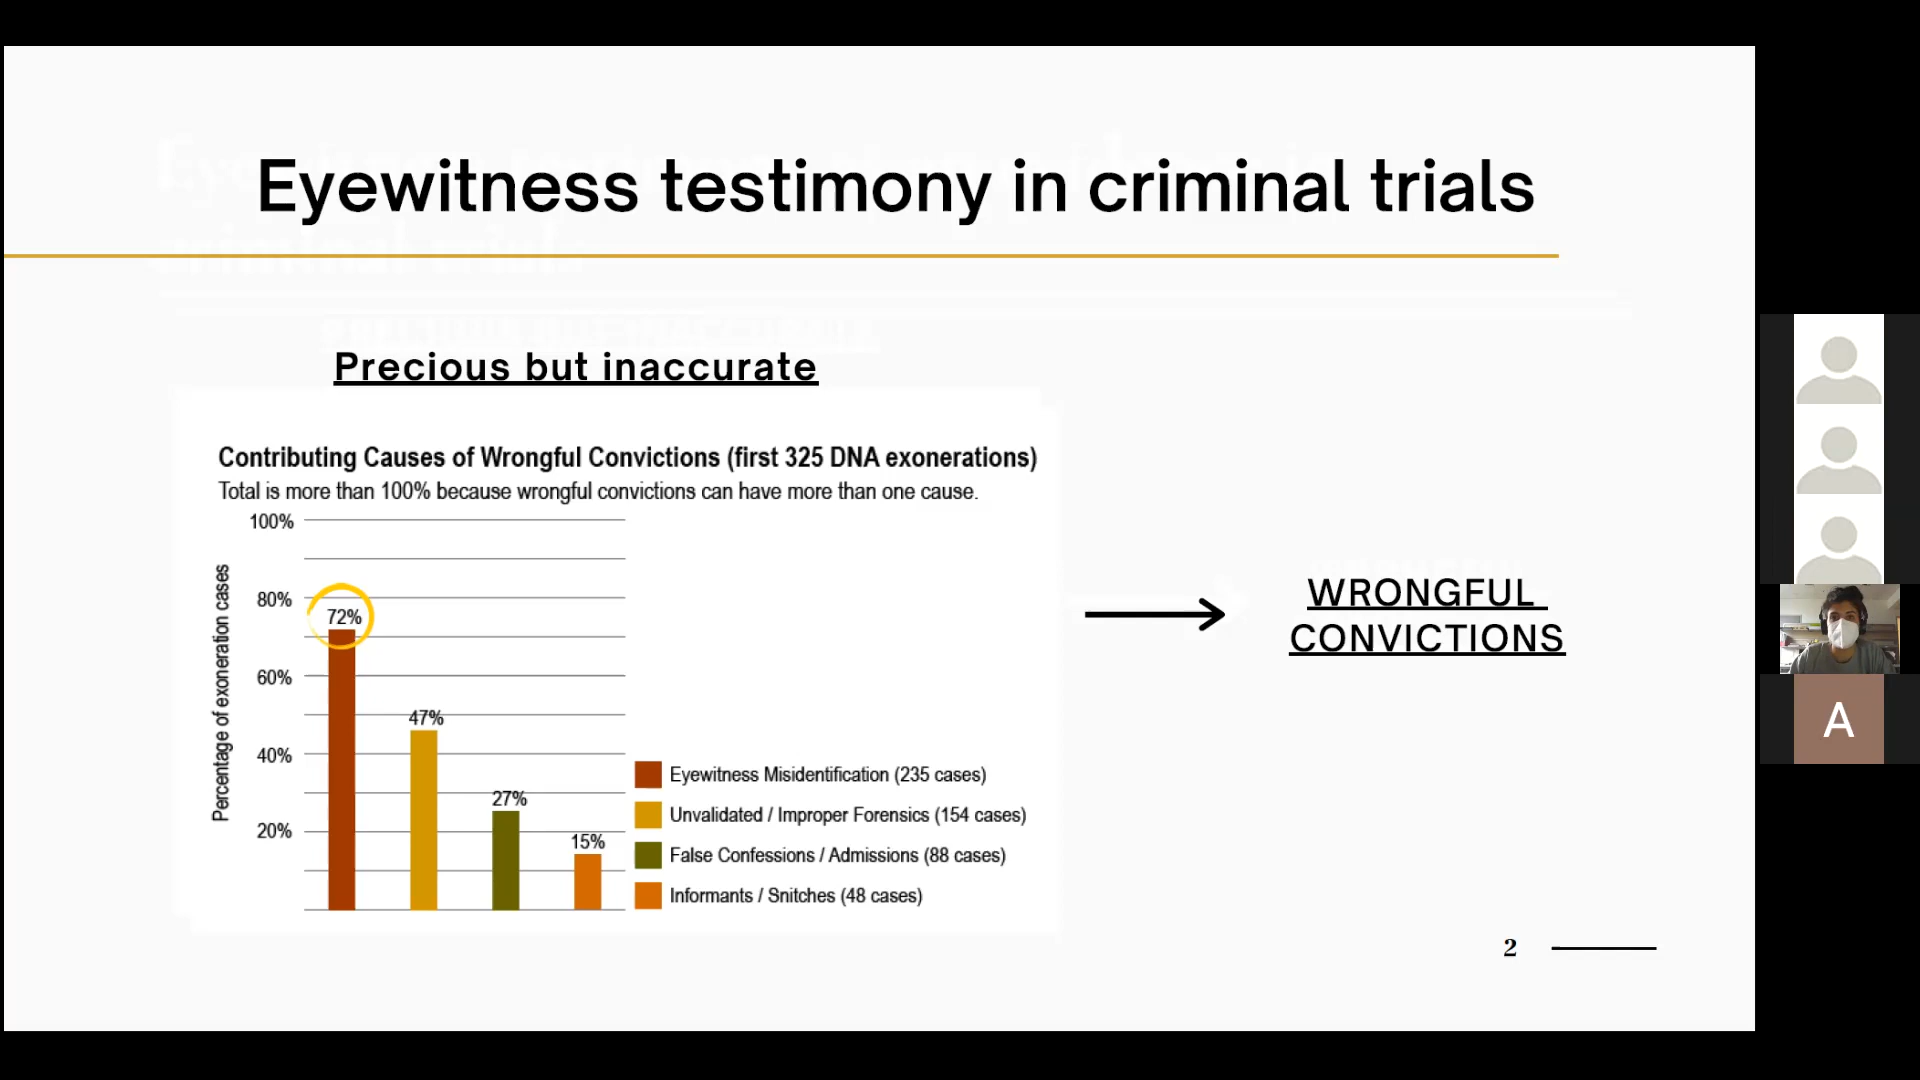 Eyewitness testimony in criminal trials
Precious but inaccurate
Contributing Causes of Wrongful Convictions (first 325 DNA exonerations)
Total is more than 100% because wrongful convictions can have more than one cause.
Percentage of exoneration cases
100%
80%
60%
40%
20%
72%
47%
27%
15%
Eyewitness Misidentification (235 cases)
Unvalidated / Improper Forensics (154 cases)
False Confessions / Admissions (88 cases)
Informants / Snitches (48 cases)
WRONGFUL
CONVICTIONS
2
A